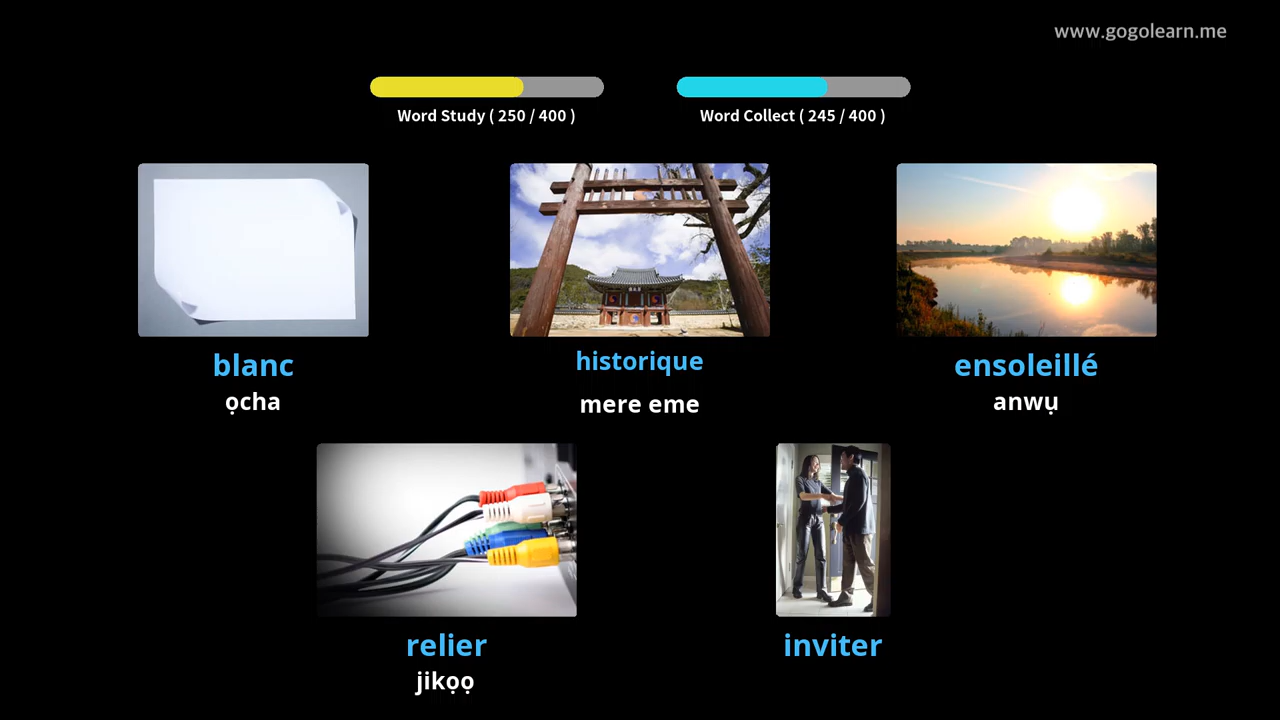 www.gogolearn.me
Word Study ( 250 / 400 )
Word Collect ( 245 / 400 )
blanc
ọcha
historique
mere eme
ensoleillé
anwụ
relier
jikọọ
inviter